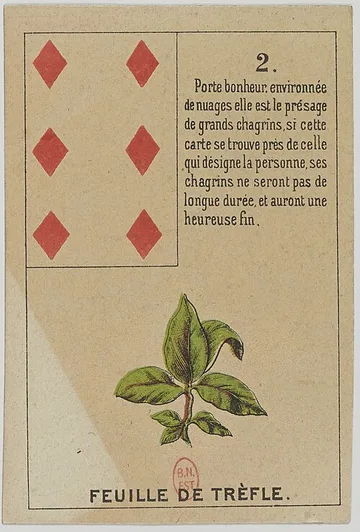 2.
Porte bonheur, environnée
de nuages elle est le présage
de grands chagrins, si cette
carte se trouve près de celle
qui désigne la personne, ses
chagrins ne seront pas de
longue durée, et auront une
heureuse fin.
B.N.
EST
FEUILLE DE TRÈFLE.